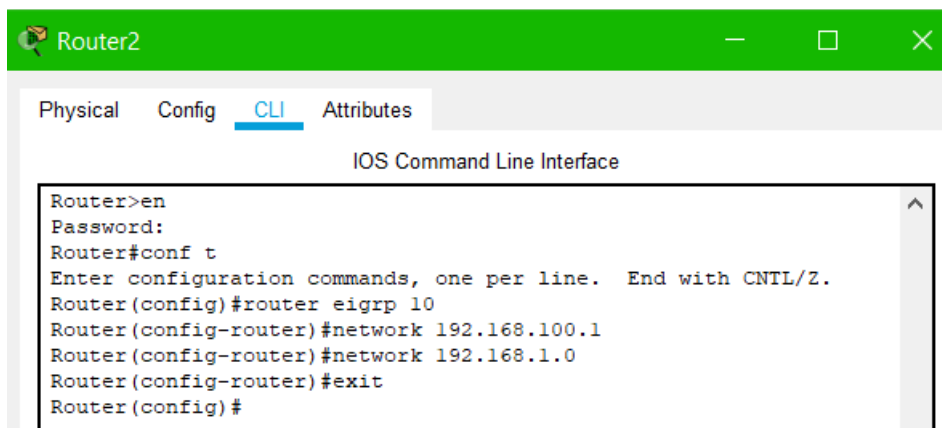 Router2
Physical Config CLI Attributes
IOS Command Line Interface
Router>en
Password:
Router#conf t
Enter configuration commands, one per line.  End with CNTL/Z.
Router(config)#router eigrp 10
Router(config-router)#network 192.168.100.1
Router(config-router)#network 192.168.1.0
Router(config-router)#exit
Router(config)#